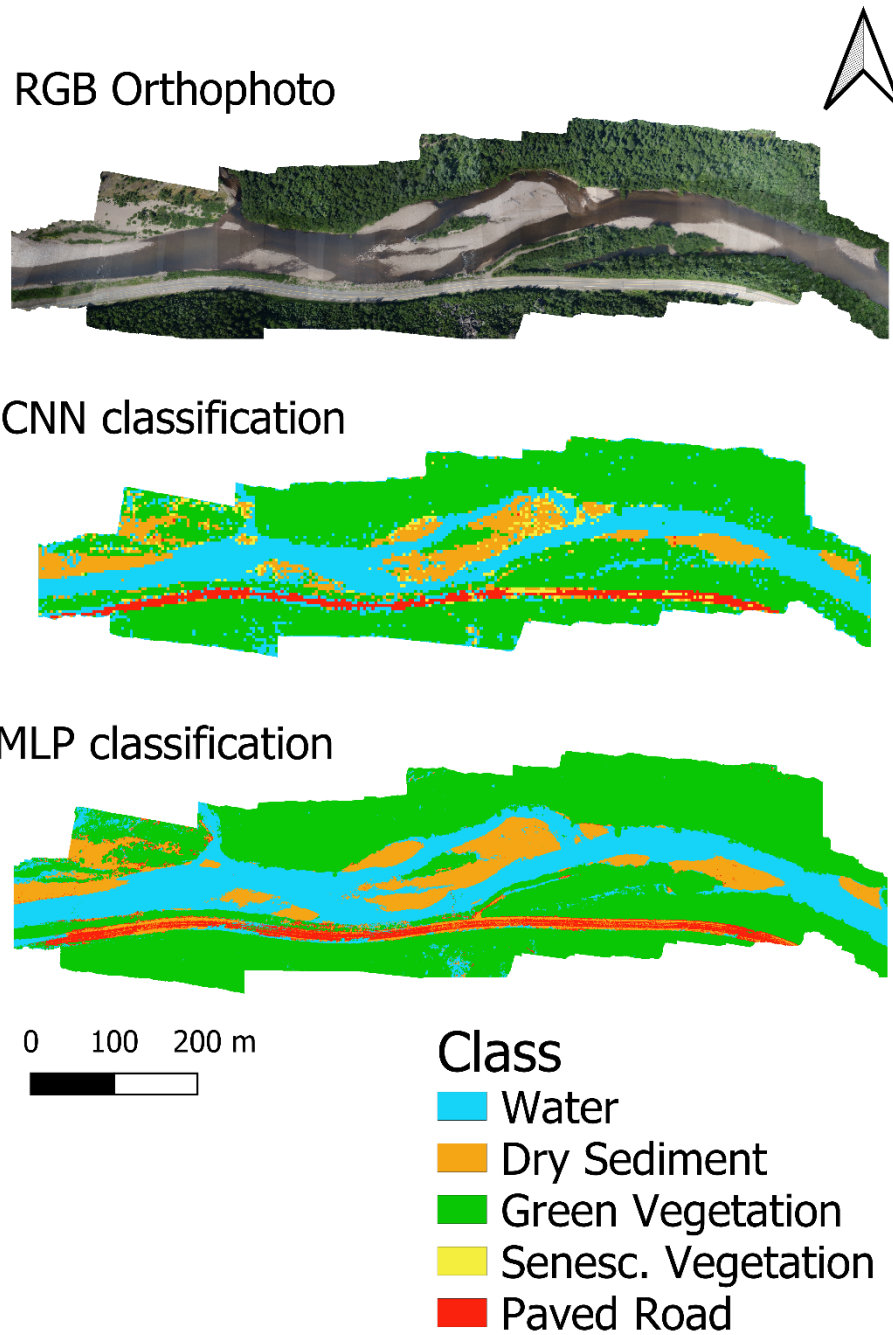 RGB Orthophoto
CNN classification
MLP classification
0 100 200 m
Class
Water
Dry Sediment
Green Vegetation
Senesc. Vegetation
Paved Road